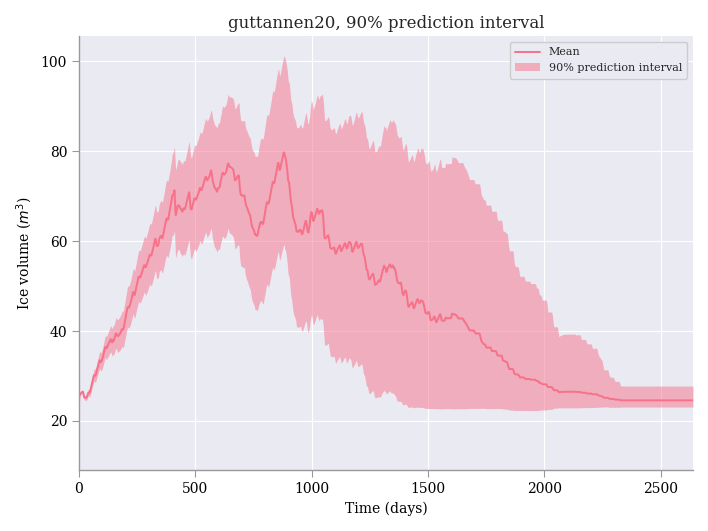 guttannen20, 90% prediction interval
Mean
90% prediction interval
Ice volume (m³)
100
80
60
40
20
0 500 1000 1500 2000 2500
Time (days)